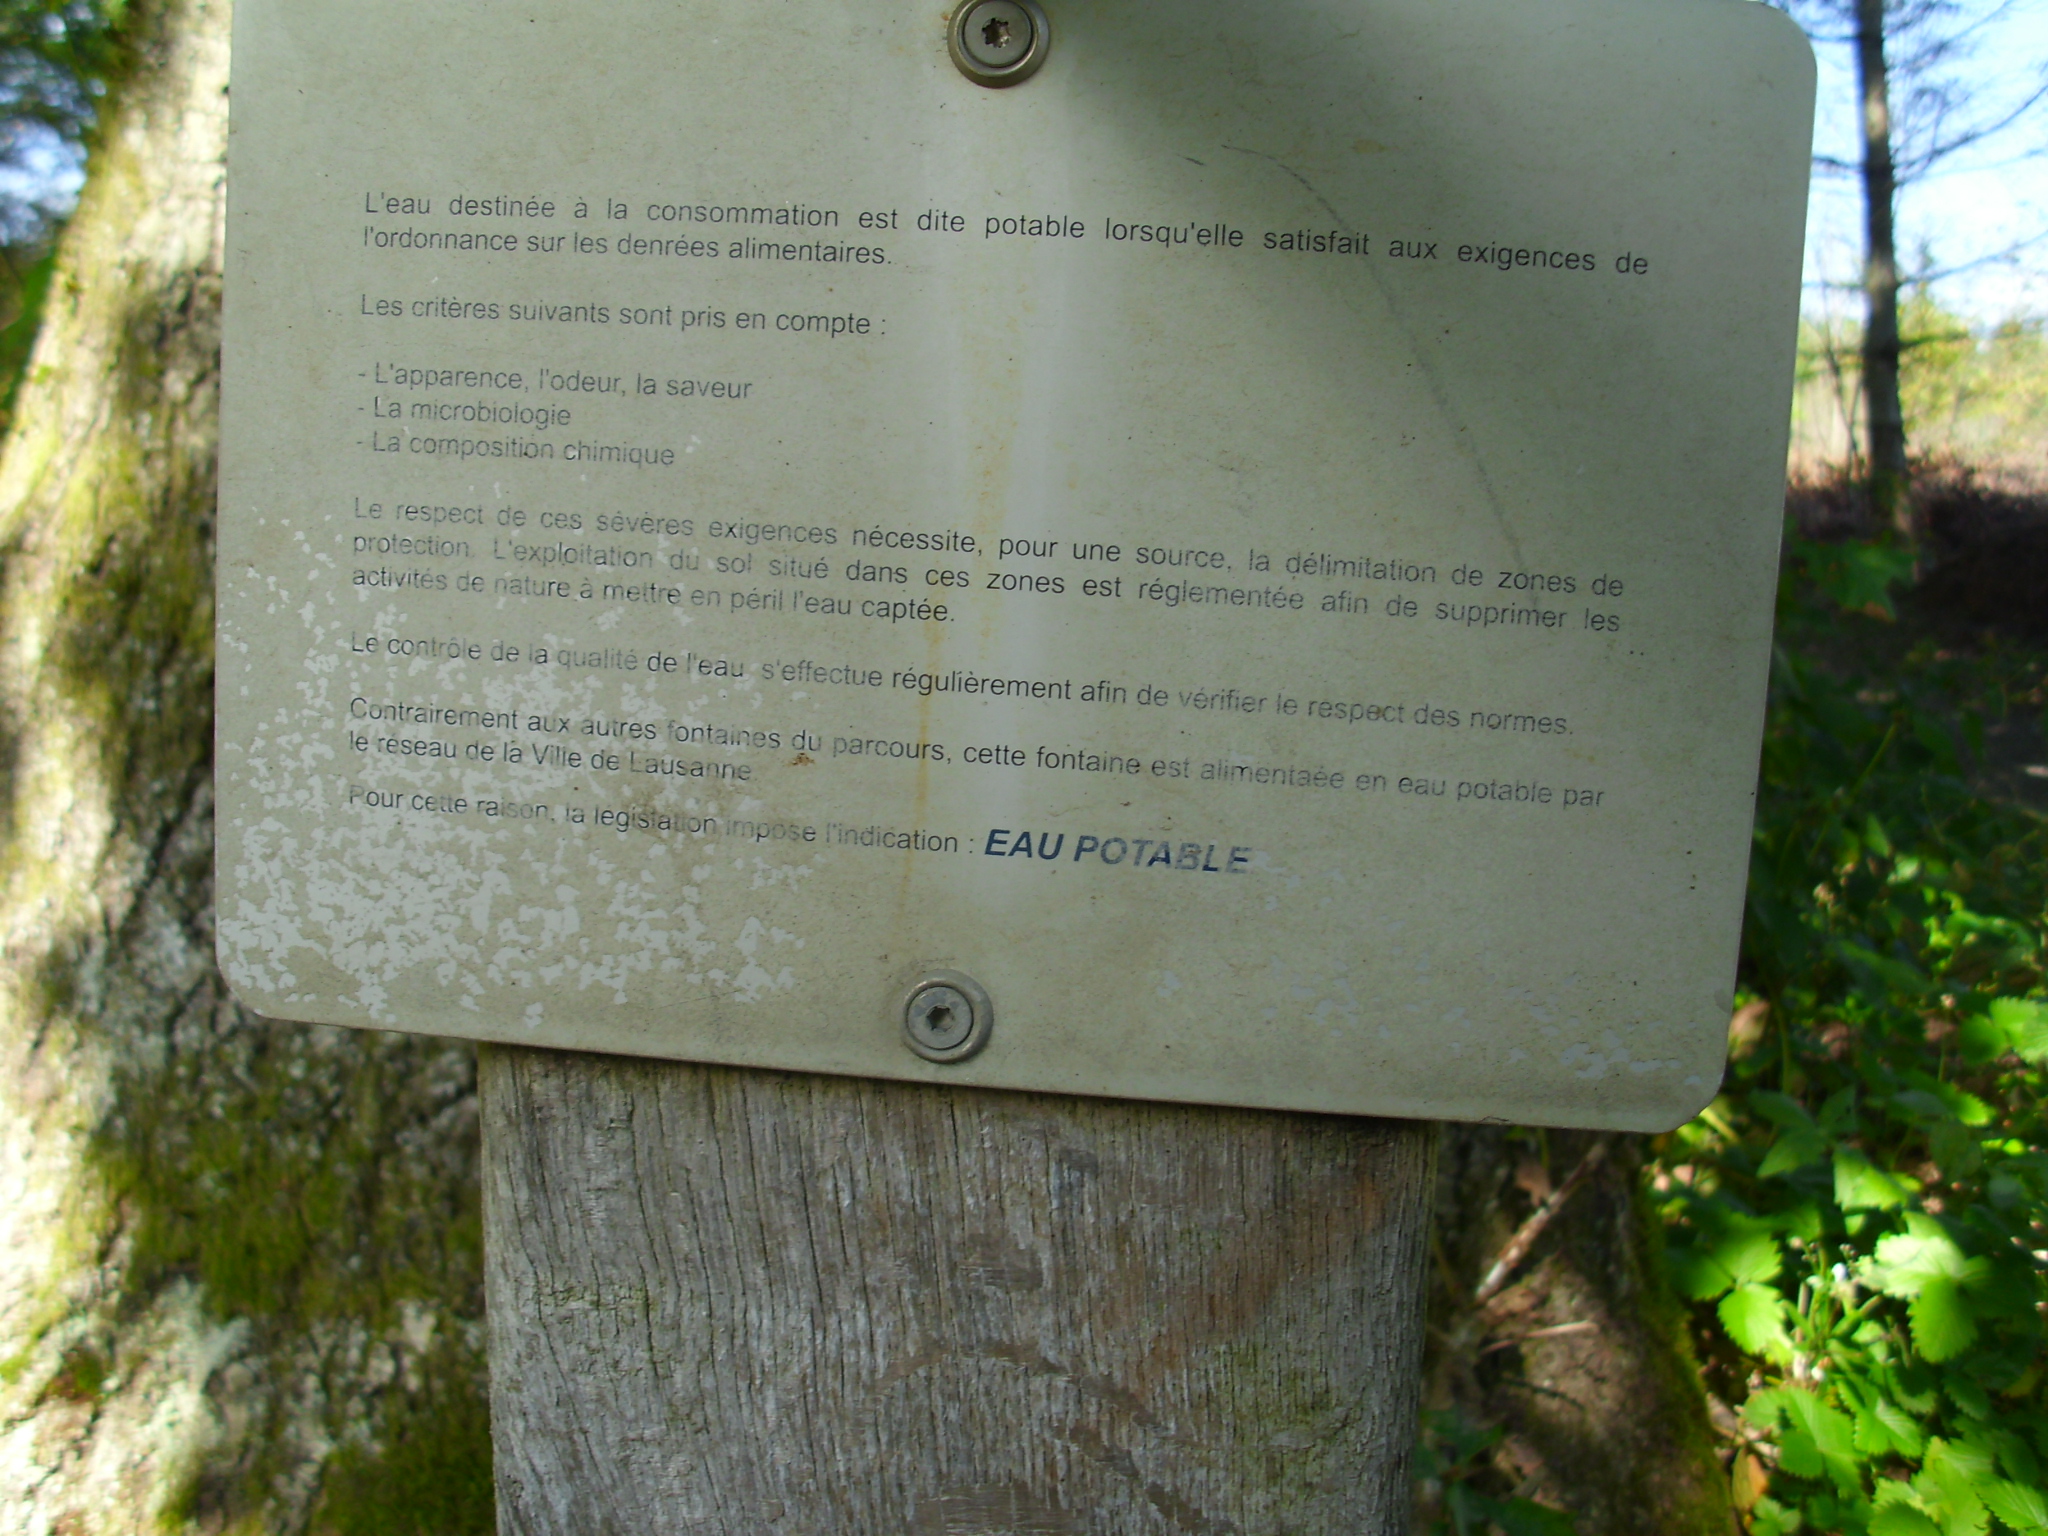 L'eau destinée à la consommation est dite potable lorsqu'elle satisfait aux exigences de
l'ordonnance sur les denrées alimentaires.
Les critères suivants sont pris en compte :
- L'apparence, l'odeur, la saveur
- La microbiologie
- La composition chimique
Le respect de ces sévères exigences nécessite, pour une source, la délimitation de zones de
protection. L'exploitation du sol situé dans ces zones est réglementée afin de supprimer les
activités de nature à mettre en péril l'eau captée.
Le contrôle de la qualité de l'eau s'effectue régulièrement afin de vérifier le respect des normes.
Contrairement aux autres fontaines du parcours, cette fontaine est alimentaée en eau potable par
le réseau de la Ville de Lausanne.
Pour cette raison, la législation impose l'indication : EAU POTABLE